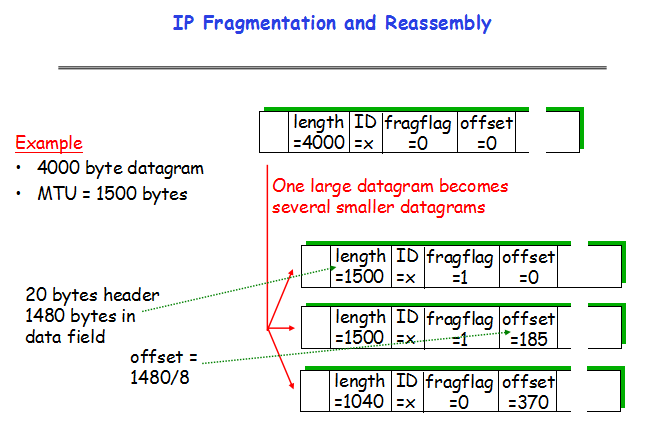 IP Fragmentation and Reassembly
Example
• 4000 byte datagram
• MTU = 1500 bytes
length ID fragflag offset
=4000 =x =0 =0
One large datagram becomes
several smaller datagrams
length ID fragflag offset
=1500 =x =1 =0
20 bytes header
1480 bytes in
data field
length ID fragflag offset
=1500 =x =1 =185
offset =
1480/8
length ID fragflag offset
=1040 =x =0 =370